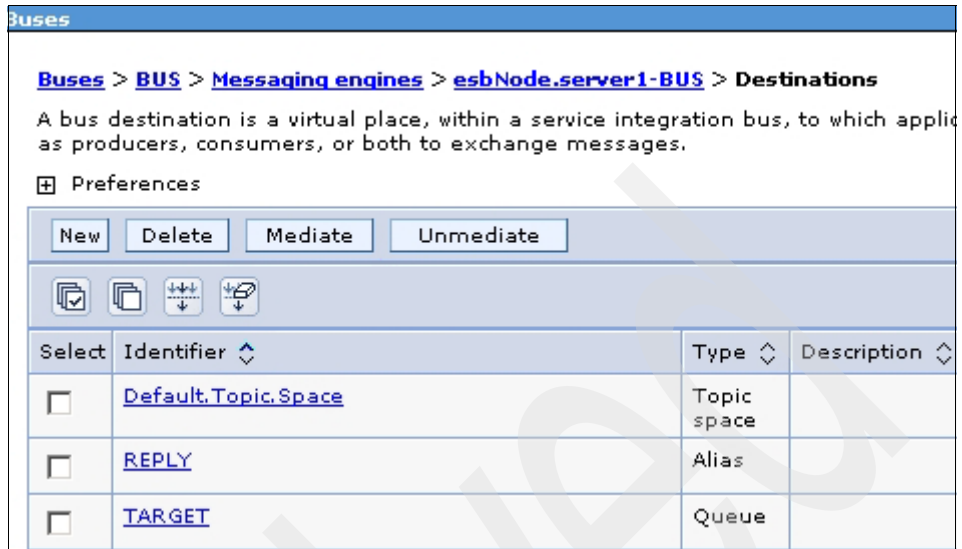 Buses
Buses > BUS > Messaging engines > esbNode.server1-BUS > Destinations
A bus destination is a virtual place, within a service integration bus, to which
as producers, consumers, or both to exchange messages.
Preferences
New Delete Mediate Unmediate
Select Identifier Type Description
Default.Topic.Space Topic
space
REPLY Alias
TARGET Queue